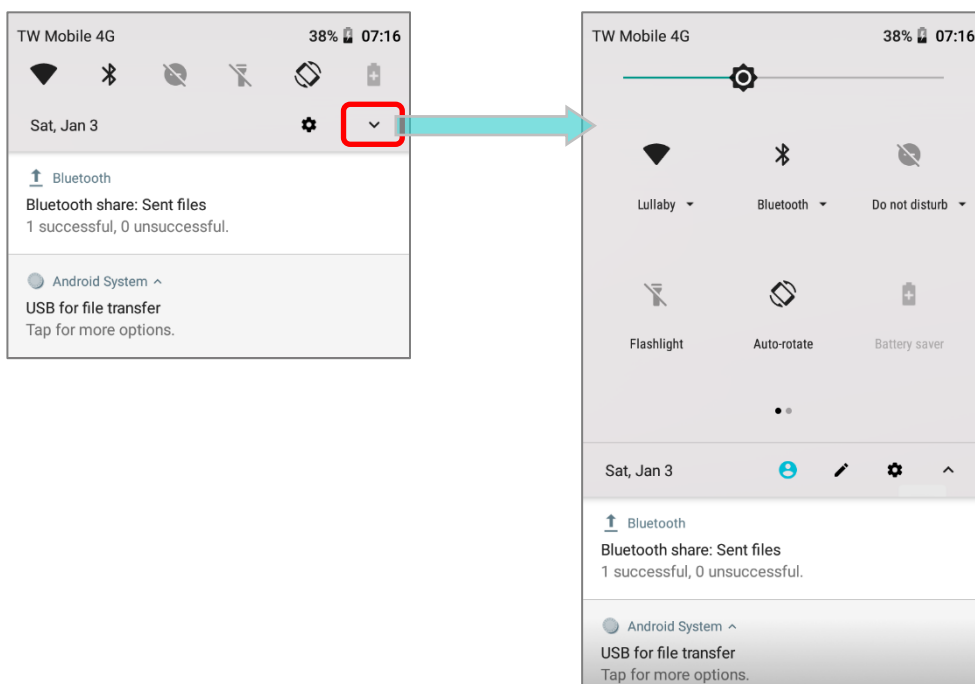 TW Mobile 4G 38% 07:16
Sat, Jan 3
Bluetooth
Bluetooth share: Sent files
1 successful, 0 unsuccessful.
Android System
USB for file transfer
Tap for more options.
TW Mobile 4G 38% 07:16
Lullaby Bluetooth Do not disturb
Flashlight Auto-rotate Battery saver
Sat, Jan 3
Bluetooth
Bluetooth share: Sent files
1 successful, 0 unsuccessful.
Android System
USB for file transfer
Tap for more options.